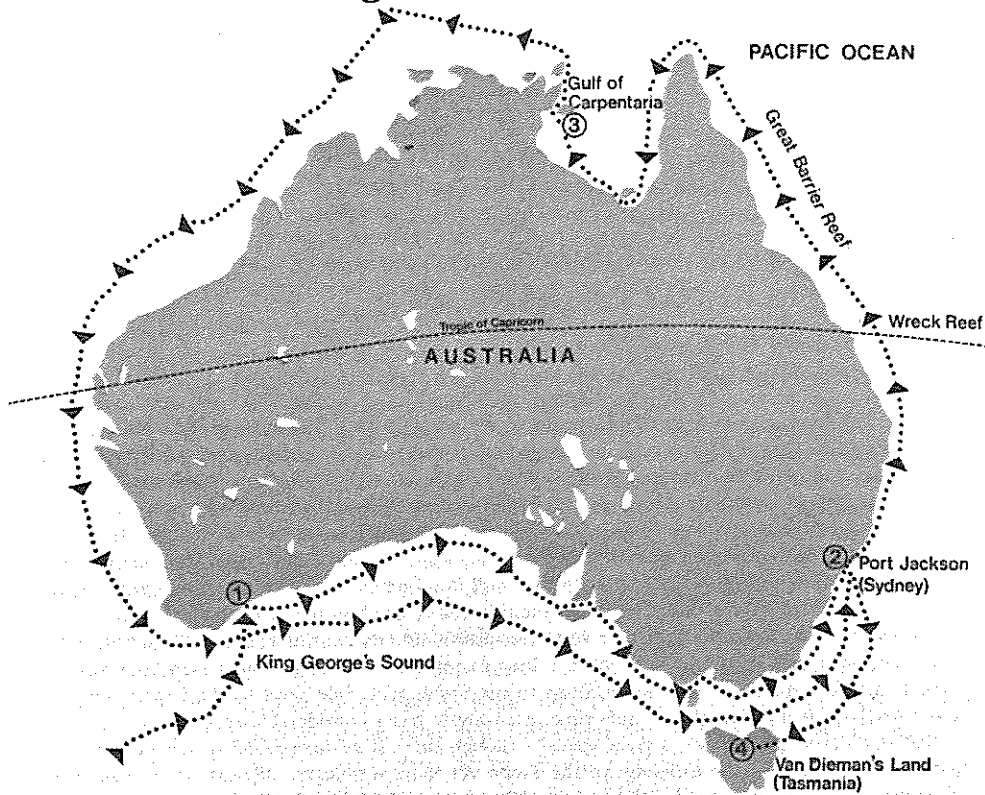 PACIFIC OCEAN
Gulf of
Carpentaria
③
Great Barrier Reef
Wreck Reef
Tropic of Capricorn
AUSTRALIA
②
Port Jackson
(Sydney)
①
King George's Sound
④
Van Dieman's Land
(Tasmania)